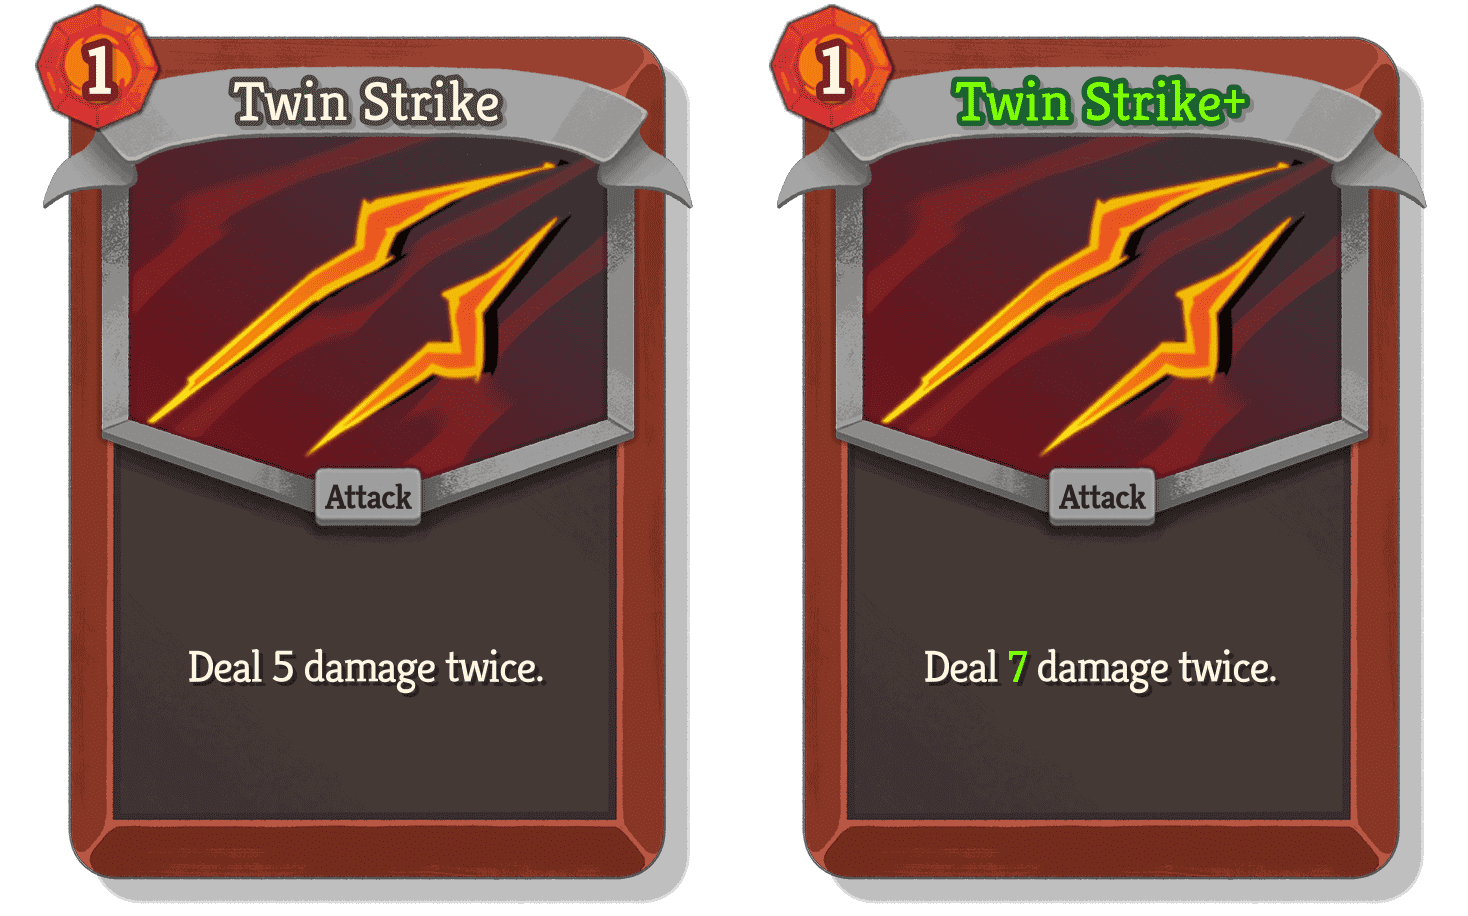 1
Twin Strike
Attack
Deal 5 damage twice.
1
Twin Strike+
Attack
Deal 7 damage twice.